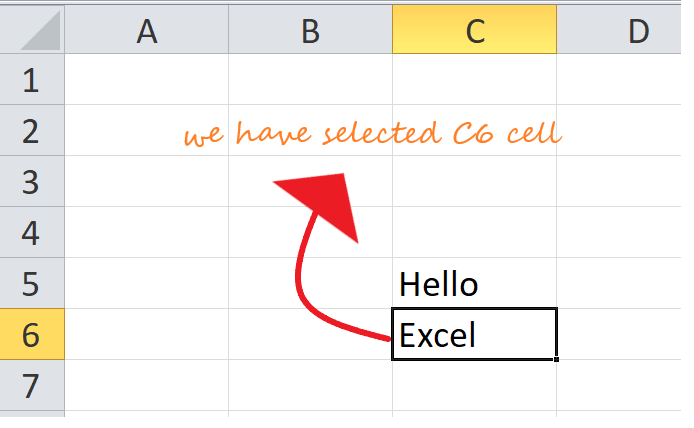 A B C D
1
2 we have selected C6 cell
3
4
5 Hello
6 Excel
7